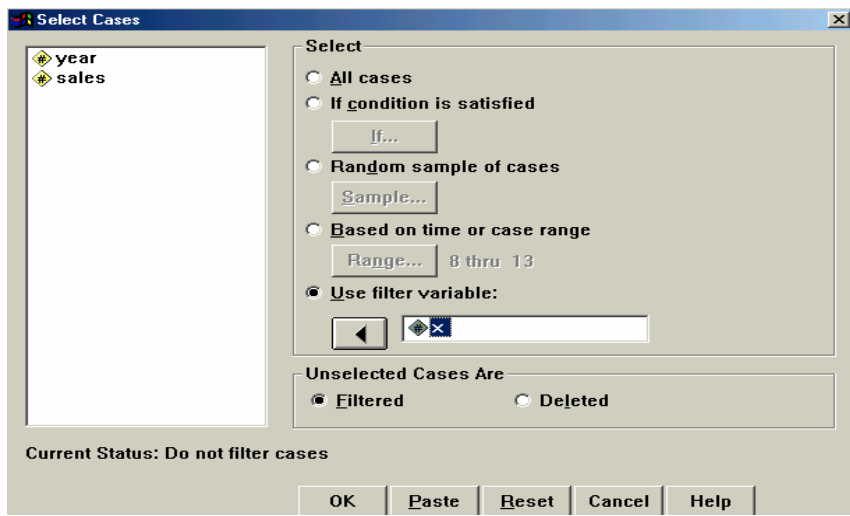 Select Cases
year
sales
Select
All cases
If condition is satisfied
If...
Random sample of cases
Sample...
Based on time or case range
Range... 8 thru 13
Use filter variable:
x
Unselected Cases Are
Filtered Deleted
Current Status: Do not filter cases
OK Paste Reset Cancel Help